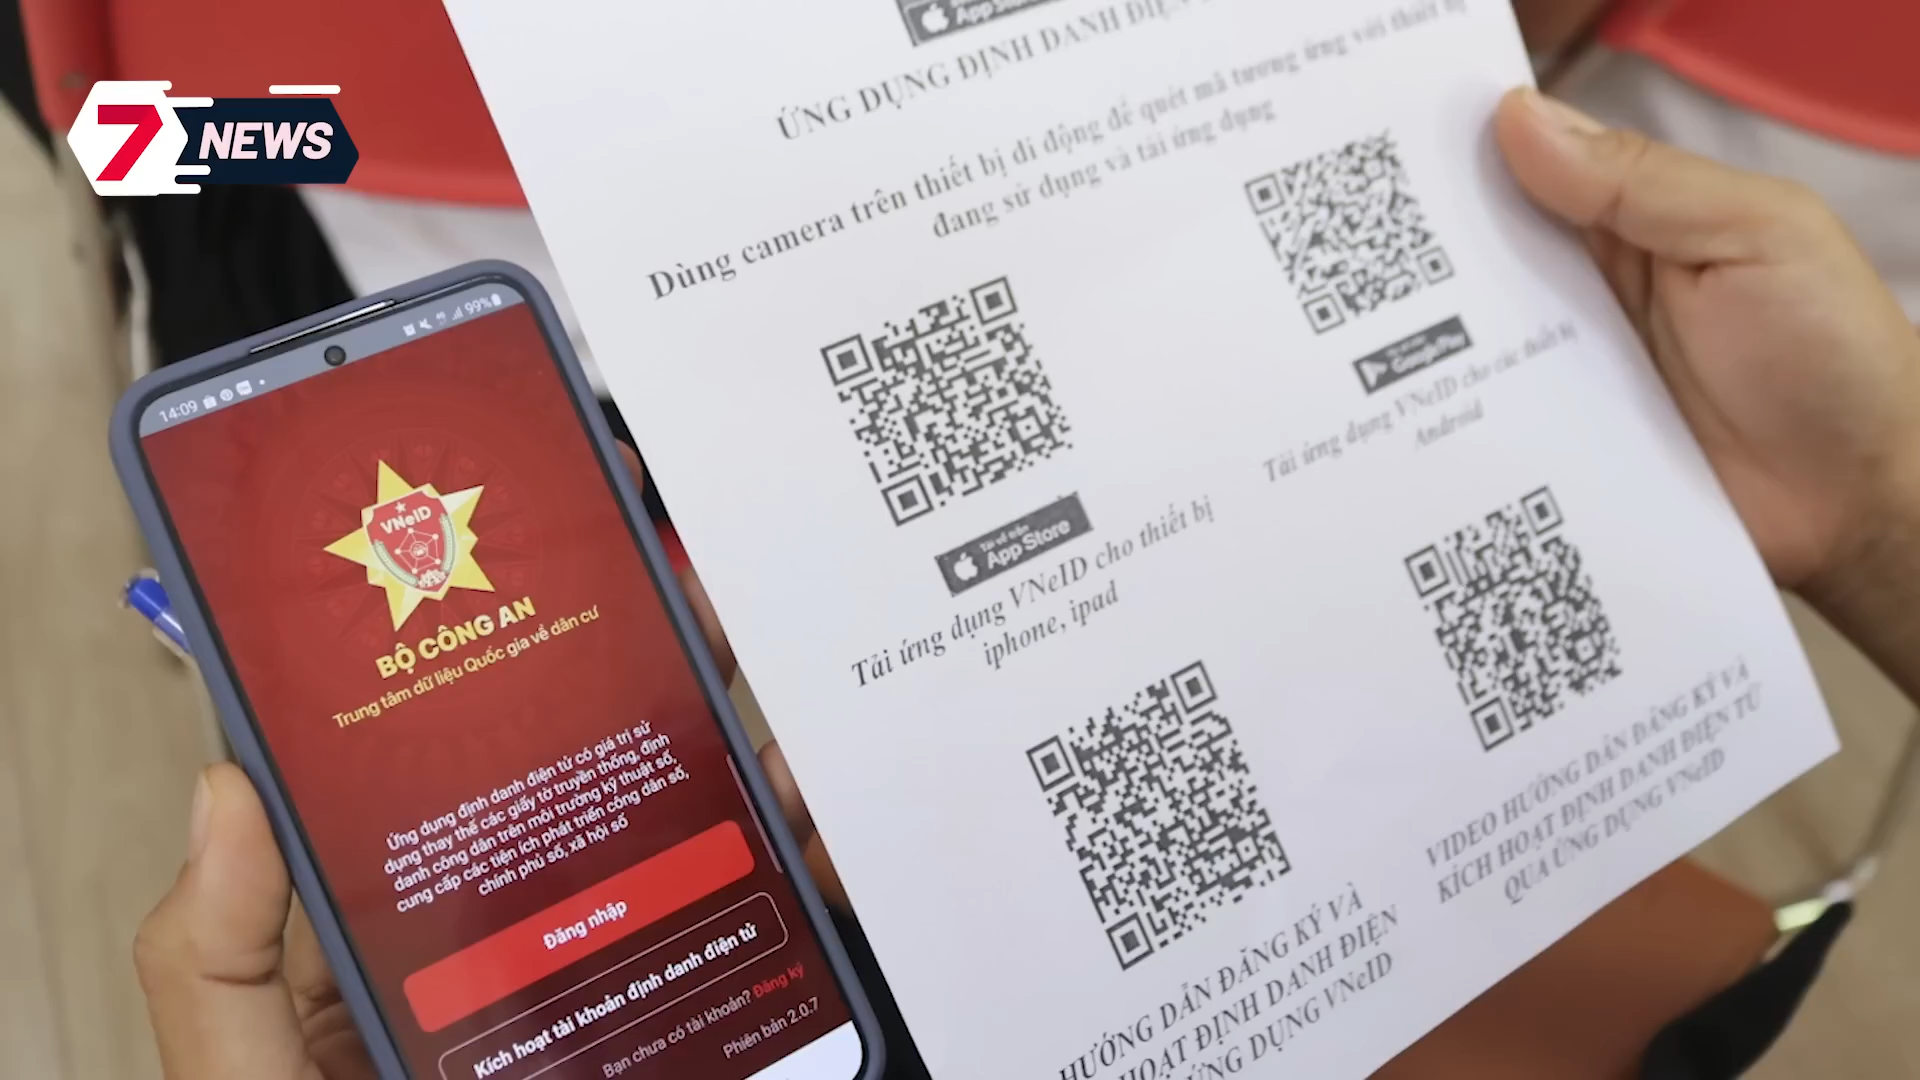 7 NEWS
App Store
ỨNG DỤNG ĐỊNH DANH ĐIỆN
Dùng camera trên thiết bị di động để quét mã tương ứng với thiết bị
đang sử dụng và tải ứng dụng
Google Play
Tải ứng dụng VNeID cho các thiết bị
Android
Tải về trên
App Store
Tải ứng dụng VNeID cho thiết bị
iphone, ipad
VIDEO HƯỚNG DẪN ĐĂNG KÝ VÀ
KÍCH HOẠT ĐỊNH DANH ĐIỆN TỬ
QUA ỨNG DỤNG VNeID
HƯỚNG DẪN ĐĂNG KÝ VÀ
HOẠT ĐỊNH DANH ĐIỆN
ỨNG DỤNG VNeID
14:09
99%
VNeID
BỘ CÔNG AN
Trung tâm dữ liệu Quốc gia về dân cư
Ứng dụng định danh điện tử có giá trị sử
dụng thay thế các giấy tờ truyền thống, định
danh công dân trên môi trường kỹ thuật số,
cung cấp các tiện ích phát triển công dân số,
chính phủ số, xã hội số
Đăng nhập
Kích hoạt tài khoản định danh điện tử
Bạn chưa có tài khoản? Đăng ký
Phiên bản 2.0.7